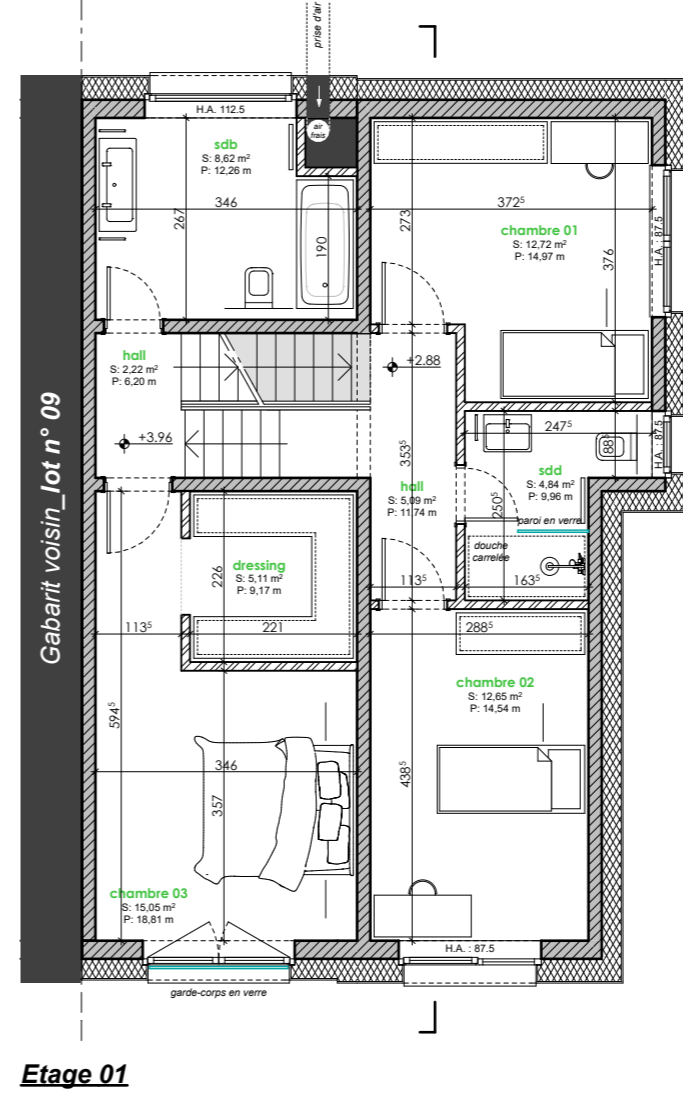 prise d'air
H.A. 112.5
air
frais
sdb
S: 8,62 m²
P: 12,26 m
346
267
190
372⁵
273
chambre 01
S: 12,72 m²
P: 14,97 m
376
H.A. : 87.5
hall
S: 2,22 m²
P: 6,20 m
+2.88
+3.96
353⁵
hall
S: 5,09 m²
P: 11,74 m
247⁵
88⁵
H.A. : 87.5
sdd
S: 4,84 m²
P: 9,96 m
250⁵
paroi en verre
douche
carrelée
113⁵
163⁵
dressing
S: 5,11 m²
P: 9,17 m
226
113⁵
221
288⁵
chambre 02
S: 12,65 m²
P: 14,54 m
594⁵
346
357
438⁵
chambre 03
S: 15,05 m²
P: 18,81 m
H.A. : 87.5
garde-corps en verre
Gabarit voisin_lot n° 09
Etage 01